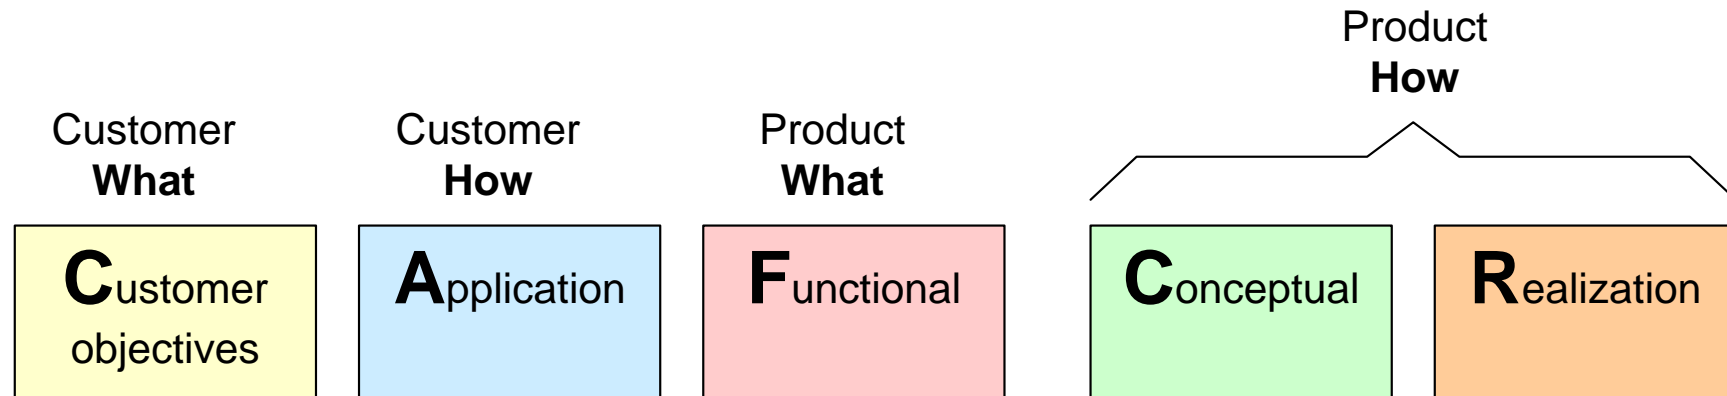 Product
How
Customer
What
Customer
How
Product
What
Customer
objectives
Application
Functional
Conceptual
Realization